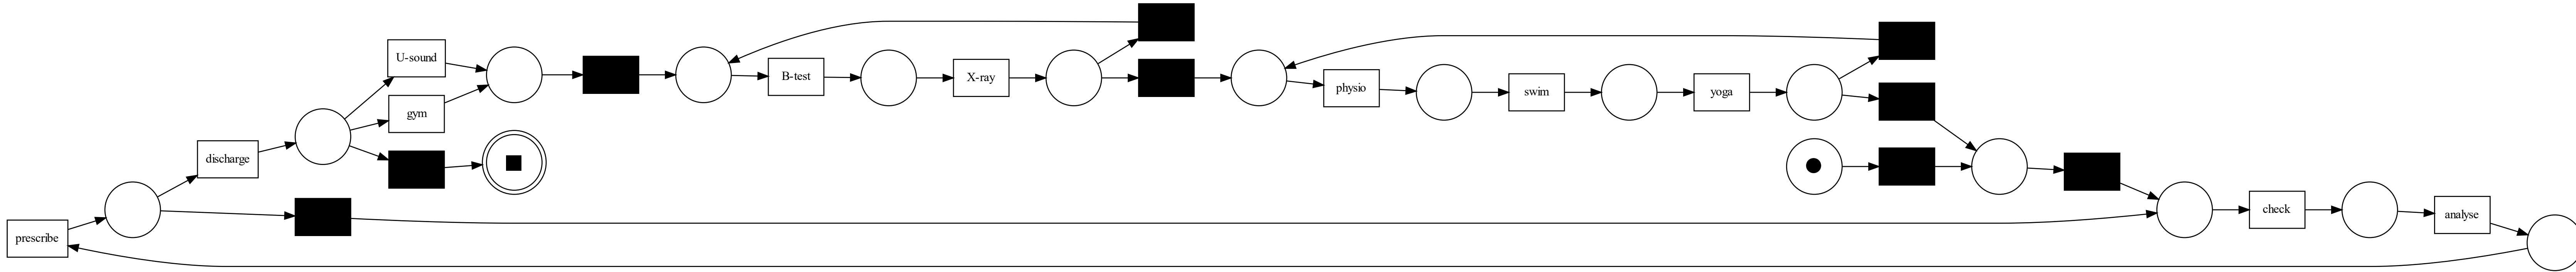 U-sound
B-test
X-ray
gym
physio
swim
yoga
discharge
prescribe
check
analyse